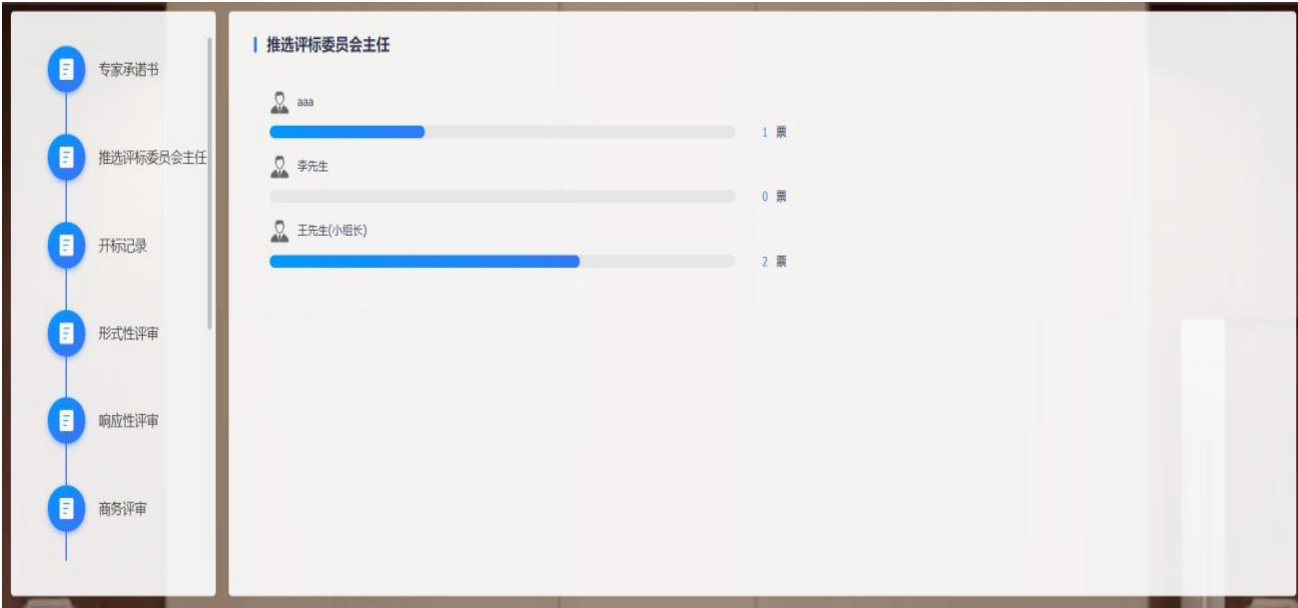 专家承诺书
推选评标委员会主任
开标记录
形式性评审
响应性评审
商务评审
推选评标委员会主任
aaa
1 票
李先生
0 票
王先生(小组长)
2 票